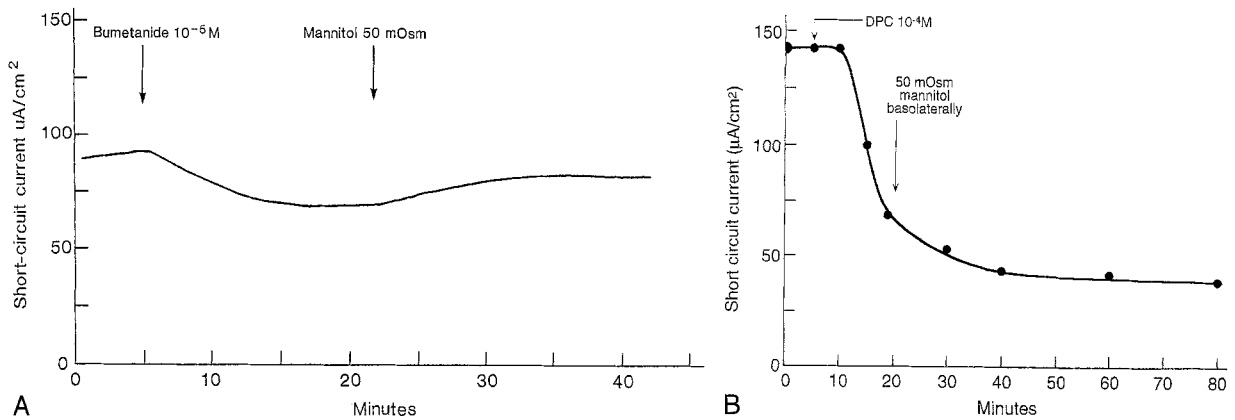 150
100
50
0
Short-circuit current uA/cm²
Bumetanide 10⁻⁵M
Mannitol 50 mOsm
0 10 20 30 40
Minutes
A
150
100
50
0
Short circuit current (μA/cm²)
DPC 10⁻⁴M
50 mOsm
mannitol
basolaterally
0 10 20 30 40 50 60 70 80
Minutes
B